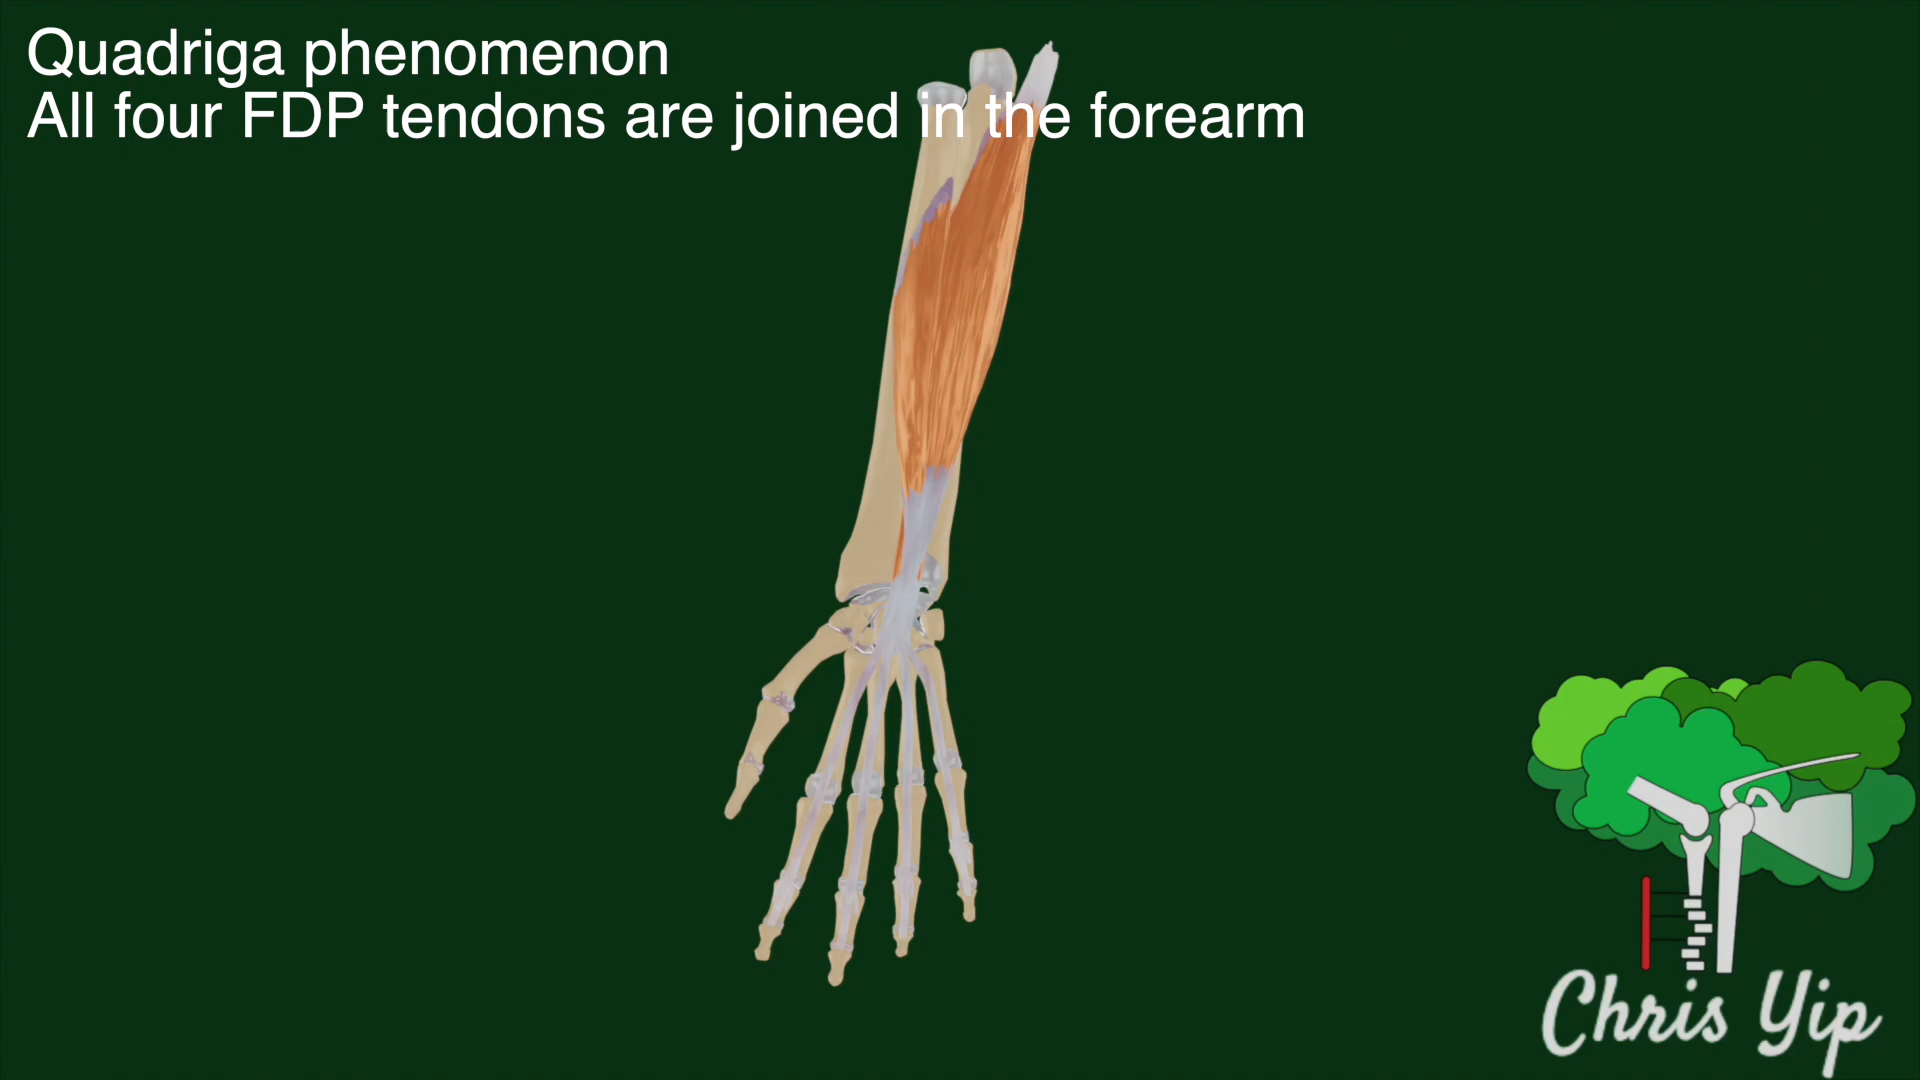 Quadriga phenomenon
All four FDP tendons are joined in the forearm
Chris Yip